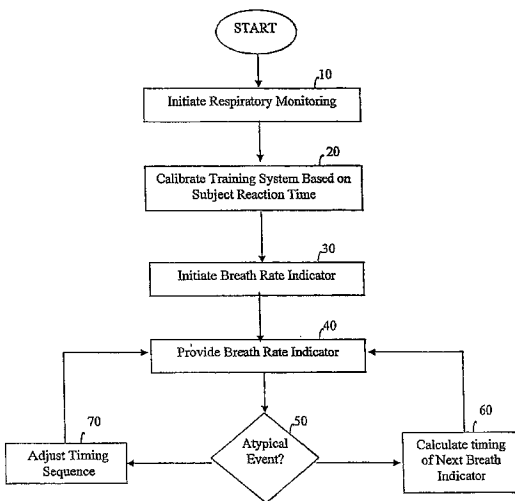 START
10
Initiate Respiratory Monitoring
20
Calibrate Training System Based on
Subject Reaction Time
30
Initiate Breath Rate Indicator
40
Provide Breath Rate Indicator
50
Atypical
Event?
60
Calculate timing
of Next Breath
Indicator
70
Adjust Timing
Sequence